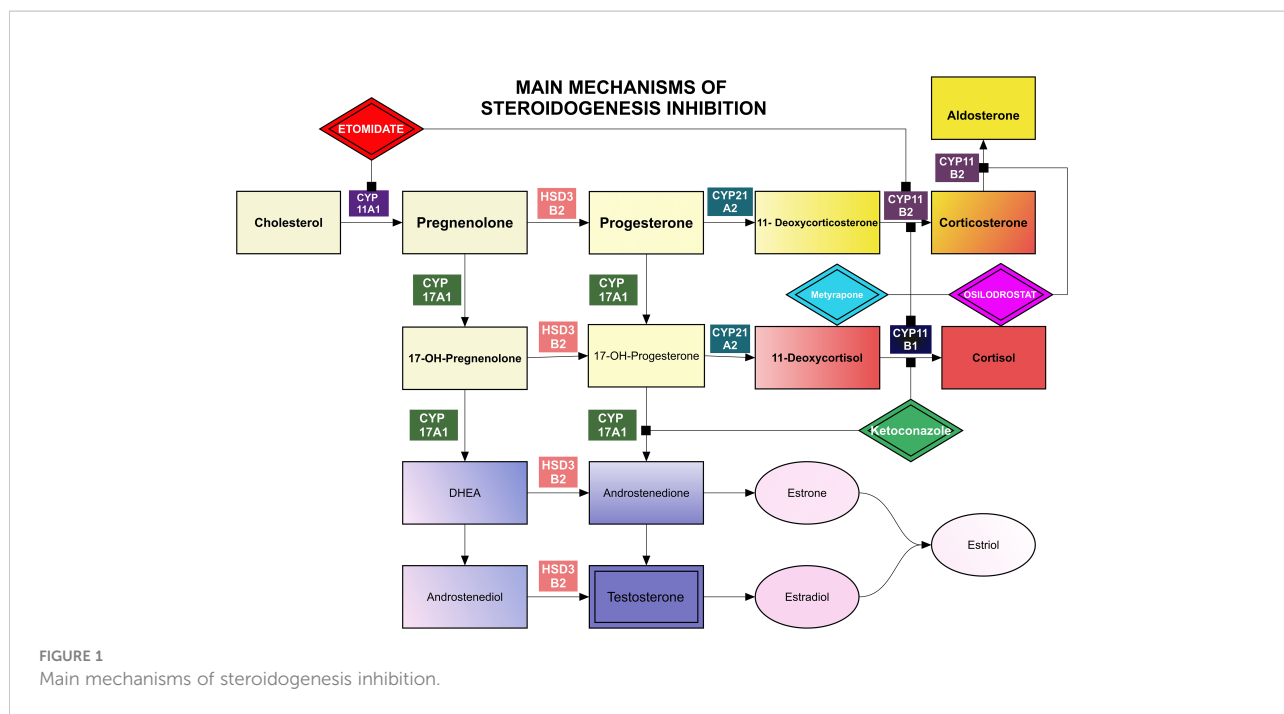 MAIN MECHANISMS OF
STEROIDOGENESIS INHIBITION
ETOMIDATE
Aldosterone
CYP11
B2
CYP
11A1
HSD3
B2
CYP21
A2
CYP11
B2
Cholesterol
Pregnenolone
Progesterone
11- Deoxycorticosterone
Corticosterone
CYP
17A1
CYP
17A1
Metyrapone
OSILODROSTAT
HSD3
B2
CYP21
A2
CYP11
B1
17-OH-Pregnenolone
17-OH-Progesterone
11-Deoxycortisol
Cortisol
CYP
17A1
CYP
17A1
Ketoconazole
HSD3
B2
DHEA
Androstenedione
Estrone
Estriol
HSD3
B2
Androstenediol
Testosterone
Estradiol
FIGURE 1
Main mechanisms of steroidogenesis inhibition.